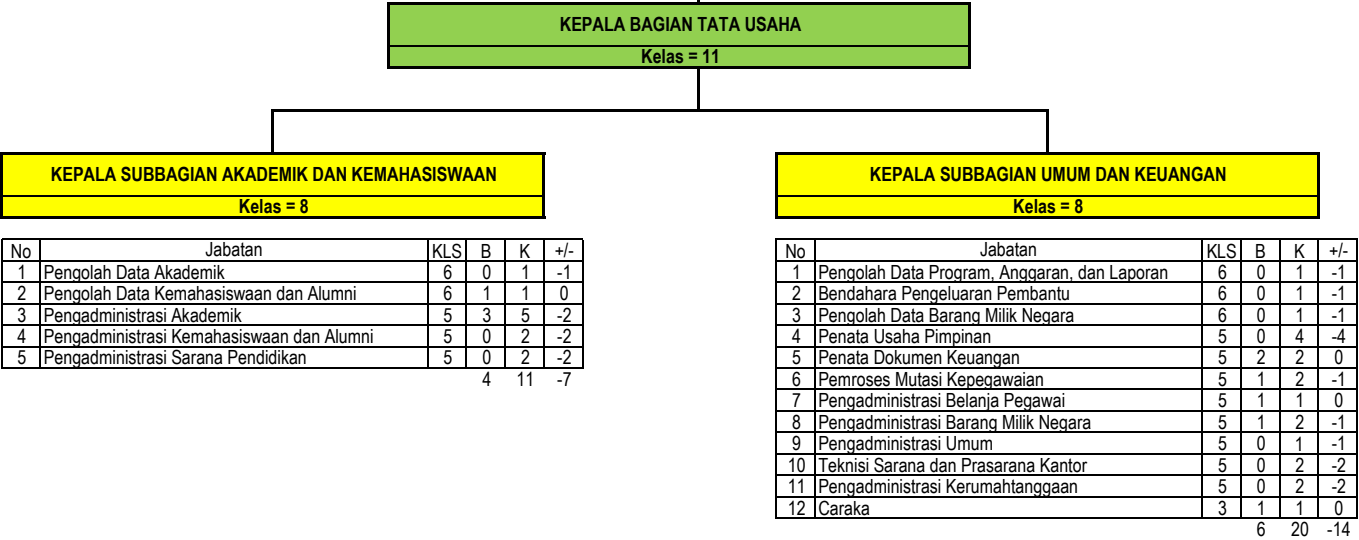 KEPALA BAGIAN TATA USAHA
Kelas = 11
KEPALA SUBBAGIAN AKADEMIK DAN KEMAHASISWAAN
Kelas = 8
No Jabatan KLS B K +/-
1 Pengolah Data Akademik 6 0 1 -1
2 Pengolah Data Kemahasiswaan dan Alumni 6 1 1 0
3 Pengadministrasi Akademik 5 3 5 -2
4 Pengadministrasi Kemahasiswaan dan Alumni 5 0 2 -2
5 Pengadministrasi Sarana Pendidikan 5 0 2 -2
4 11 -7
KEPALA SUBBAGIAN UMUM DAN KEUANGAN
Kelas = 8
No Jabatan KLS B K +/-
1 Pengolah Data Program, Anggaran, dan Laporan 6 0 1 -1
2 Bendahara Pengeluaran Pembantu 6 0 1 -1
3 Pengolah Data Barang Milik Negara 6 0 1 -1
4 Penata Usaha Pimpinan 5 0 4 -4
5 Penata Dokumen Keuangan 5 2 2 0
6 Pemroses Mutasi Kepegawaian 5 1 2 -1
7 Pengadministrasi Belanja Pegawai 5 1 1 0
8 Pengadministrasi Barang Milik Negara 5 1 2 -1
9 Pengadministrasi Umum 5 0 1 -1
10 Teknisi Sarana dan Prasarana Kantor 5 0 2 -2
11 Pengadministrasi Kerumahtanggaan 5 0 2 -2
12 Caraka 3 1 1 0
6 20 -14